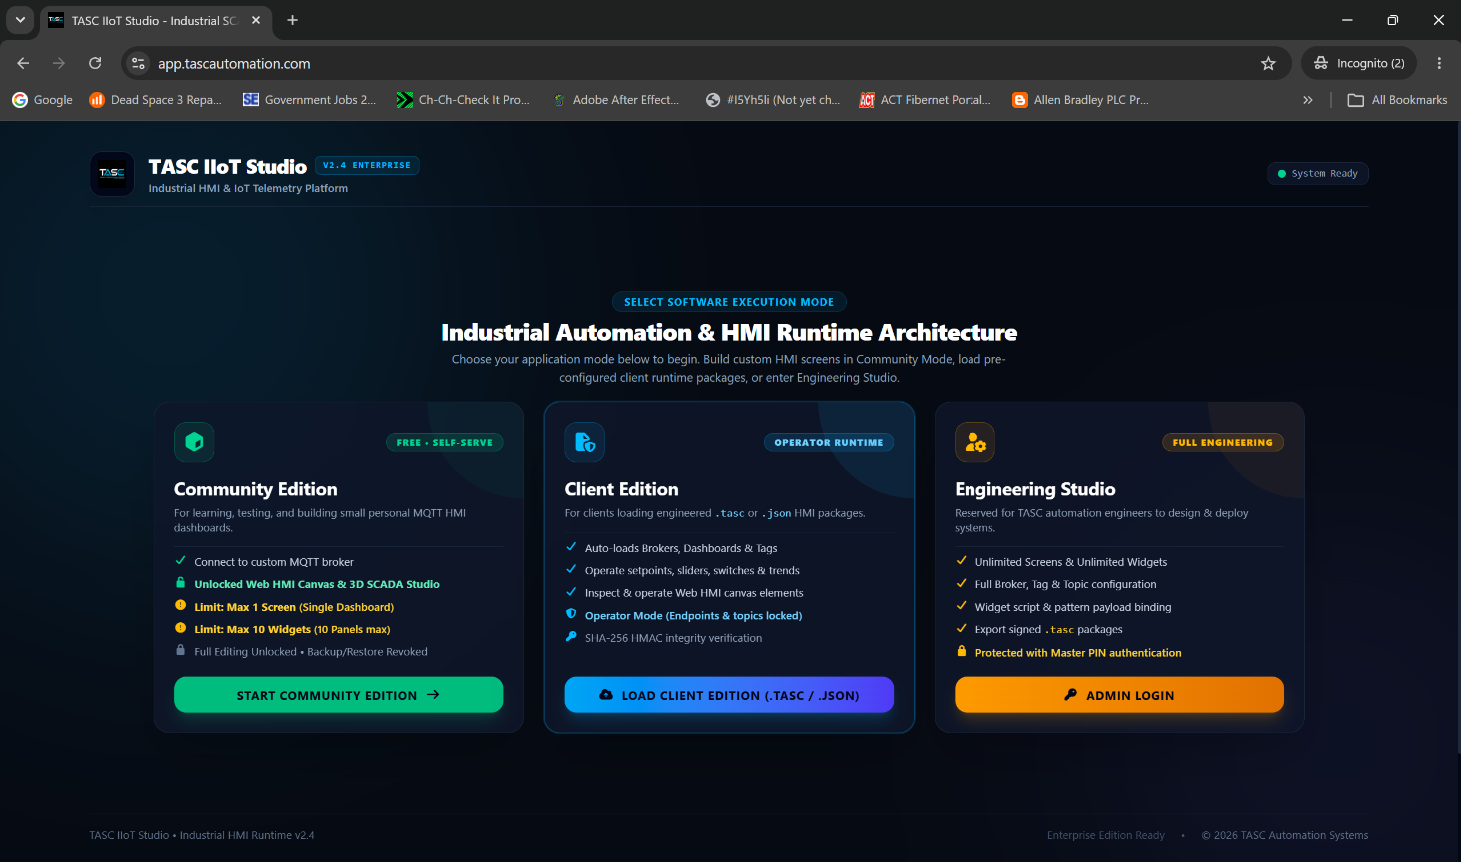 TASC IIoT Studio - Industrial SC
app.tascautomation.com
Incognito (2)
Google
Dead Space 3 Repa...
Government Jobs 2...
Ch-Ch-Check It Pro...
Adobe After Effect...
#I5Yh5Ii (Not yet ch...
ACT Fibernet Portal...
Allen Bradley PLC Pr...
All Bookmarks
TASC
TASC IIoT Studio
V2.4 ENTERPRISE
Industrial HMI & IoT Telemetry Platform
System Ready
SELECT SOFTWARE EXECUTION MODE
Industrial Automation & HMI Runtime Architecture
Choose your application mode below to begin. Build custom HMI screens in Community Mode, load pre-
configured client runtime packages, or enter Engineering Studio.
FREE • SELF-SERVE
Community Edition
For learning, testing, and building small personal MQTT HMI
dashboards.
Connect to custom MQTT broker
Unlocked Web HMI Canvas & 3D SCADA Studio
Limit: Max 1 Screen (Single Dashboard)
Limit: Max 10 Widgets (10 Panels max)
Full Editing Unlocked • Backup/Restore Revoked
START COMMUNITY EDITION →
OPERATOR RUNTIME
Client Edition
For clients loading engineered .tasc or .json HMI packages.
Auto-loads Brokers, Dashboards & Tags
Operate setpoints, sliders, switches & trends
Inspect & operate Web HMI canvas elements
Operator Mode (Endpoints & topics locked)
SHA-256 HMAC integrity verification
LOAD CLIENT EDITION (.TASC / .JSON)
FULL ENGINEERING
Engineering Studio
Reserved for TASC automation engineers to design & deploy
systems.
Unlimited Screens & Unlimited Widgets
Full Broker, Tag & Topic configuration
Widget script & pattern payload binding
Export signed .tasc packages
Protected with Master PIN authentication
ADMIN LOGIN
TASC IIoT Studio • Industrial HMI Runtime v2.4
Enterprise Edition Ready • © 2026 TASC Automation Systems